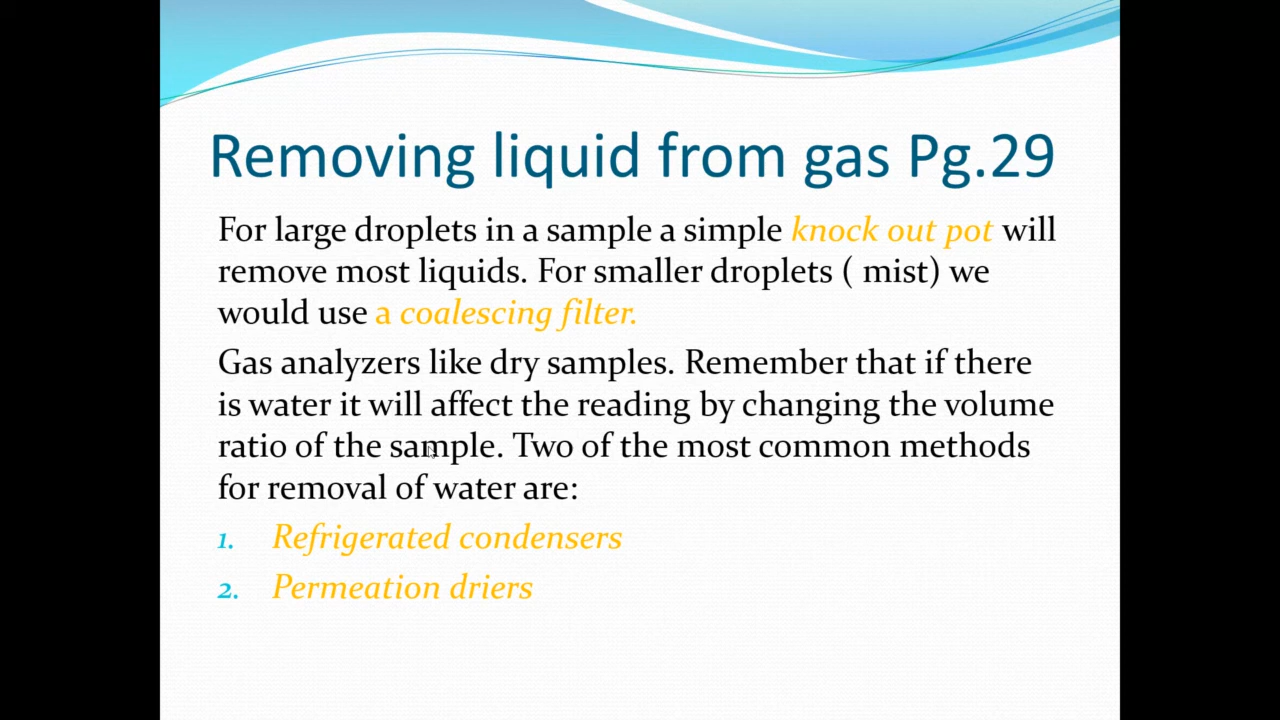 Removing liquid from gas Pg.29
For large droplets in a sample a simple knock out pot will
remove most liquids. For smaller droplets ( mist) we
would use a coalescing filter.
Gas analyzers like dry samples. Remember that if there
is water it will affect the reading by changing the volume
ratio of the sample. Two of the most common methods
for removal of water are:
1. Refrigerated condensers
2. Permeation driers